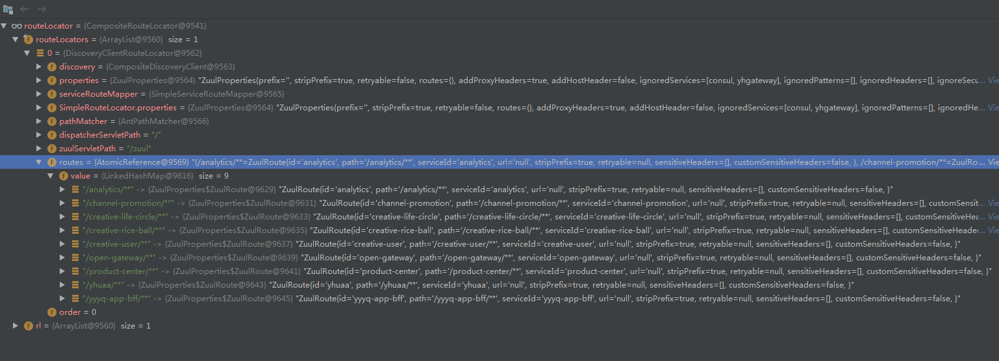 routeLocator = {CompositeRouteLocator@9541}
routeLocators = {ArrayList@9560} size = 1
0 = {DiscoveryClientRouteLocator@9562}
discovery = {CompositeDiscoveryClient@9563}
properties = {ZuulProperties@9564} "ZuulProperties{prefix='', stripPrefix=true, retryable=false, routes={}, addProxyHeaders=true, addHostHeader=false, ignoredServices=[consul, yhgateway], ignoredPatterns=[], ignoredHeaders=[], ignoreSecu... Vie
serviceRouteMapper = {SimpleServiceRouteMapper@9565}
SimpleRouteLocator.properties = {ZuulProperties@9564} "ZuulProperties{prefix='', stripPrefix=true, retryable=false, routes={}, addProxyHeaders=true, addHostHeader=false, ignoredServices=[consul, yhgateway], ignoredPatterns=[], ignoredHe... Vie
pathMatcher = {AntPathMatcher@9566}
dispatcherServletPath = "/"
zuulServletPath = "/zuul"
routes = {AtomicReference@9569} "{/analytics/**=ZuulRoute{id='analytics', path='/analytics/**', serviceId='analytics', url='null', stripPrefix=true, retryable=null, sensitiveHeaders=[], customSensitiveHeaders=false, }, /channel-promotion/**=ZuulRo... Vie
value = {LinkedHashMap@9616} size = 9
"/analytics/**" -> {ZuulProperties$ZuulRoute@9629} "ZuulRoute{id='analytics', path='/analytics/**', serviceId='analytics', url='null', stripPrefix=true, retryable=null, sensitiveHeaders=[], customSensitiveHeaders=false, }"
"/channel-promotion/**" -> {ZuulProperties$ZuulRoute@9631} "ZuulRoute{id='channel-promotion', path='/channel-promotion/**', serviceId='channel-promotion', url='null', stripPrefix=true, retryable=null, sensitiveHeaders=[], customSensit... Vie
"/creative-life-circle/**" -> {ZuulProperties$ZuulRoute@9633} "ZuulRoute{id='creative-life-circle', path='/creative-life-circle/**', serviceId='creative-life-circle', url='null', stripPrefix=true, retryable=null, sensitiveHeaders=[], customSensitiveHe... Vie
"/creative-rice-ball/**" -> {ZuulProperties$ZuulRoute@9635} "ZuulRoute{id='creative-rice-ball', path='/creative-rice-ball/**', serviceId='creative-rice-ball', url='null', stripPrefix=true, retryable=null, sensitiveHeaders=[], customSensitiveHeade... Vie
"/creative-user/**" -> {ZuulProperties$ZuulRoute@9637} "ZuulRoute{id='creative-user', path='/creative-user/**', serviceId='creative-user', url='null', stripPrefix=true, retryable=null, sensitiveHeaders=[], customSensitiveHeaders=false, }"
"/open-gateway/**" -> {ZuulProperties$ZuulRoute@9639} "ZuulRoute{id='open-gateway', path='/open-gateway/**', serviceId='open-gateway', url='null', stripPrefix=true, retryable=null, sensitiveHeaders=[], customSensitiveHeaders=false, }"
"/product-center/**" -> {ZuulProperties$ZuulRoute@9641} "ZuulRoute{id='product-center', path='/product-center/**', serviceId='product-center', url='null', stripPrefix=true, retryable=null, sensitiveHeaders=[], customSensitiveHeaders=false, }"
"/yhuaa/**" -> {ZuulProperties$ZuulRoute@9643} "ZuulRoute{id='yhuaa', path='/yhuaa/**', serviceId='yhuaa', url='null', stripPrefix=true, retryable=null, sensitiveHeaders=[], customSensitiveHeaders=false, }"
"/yyyq-app-bff/**" -> {ZuulProperties$ZuulRoute@9645} "ZuulRoute{id='yyyq-app-bff', path='/yyyq-app-bff/**', serviceId='yyyq-app-bff', url='null', stripPrefix=true, retryable=null, sensitiveHeaders=[], customSensitiveHeaders=false, }"
order = 0
rl = {ArrayList@9560} size = 1